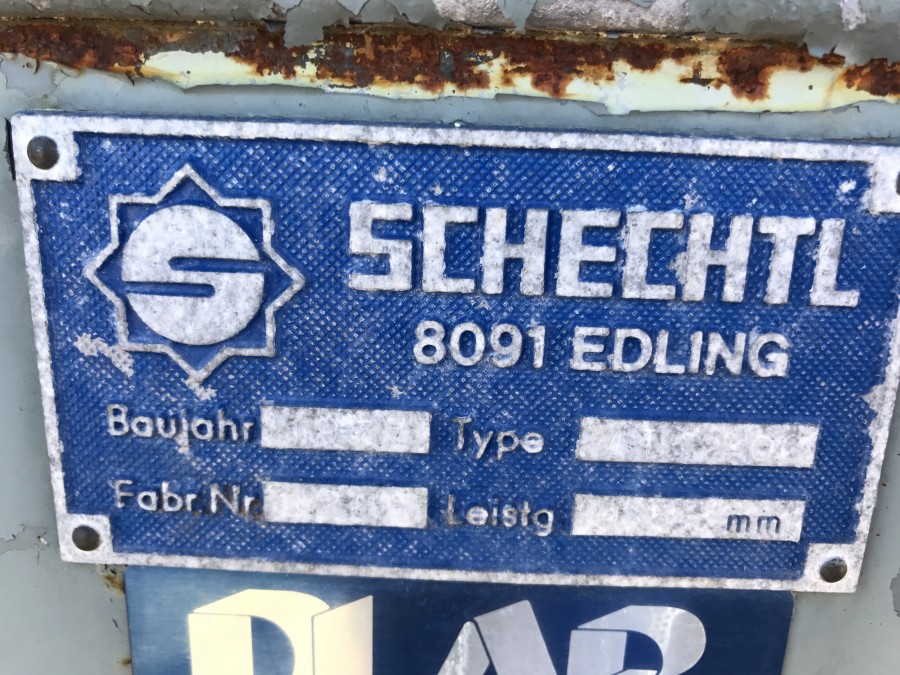 SCHECHTL
8091 EDLING
Baujahr Type
Fabr.Nr. Leistg mm